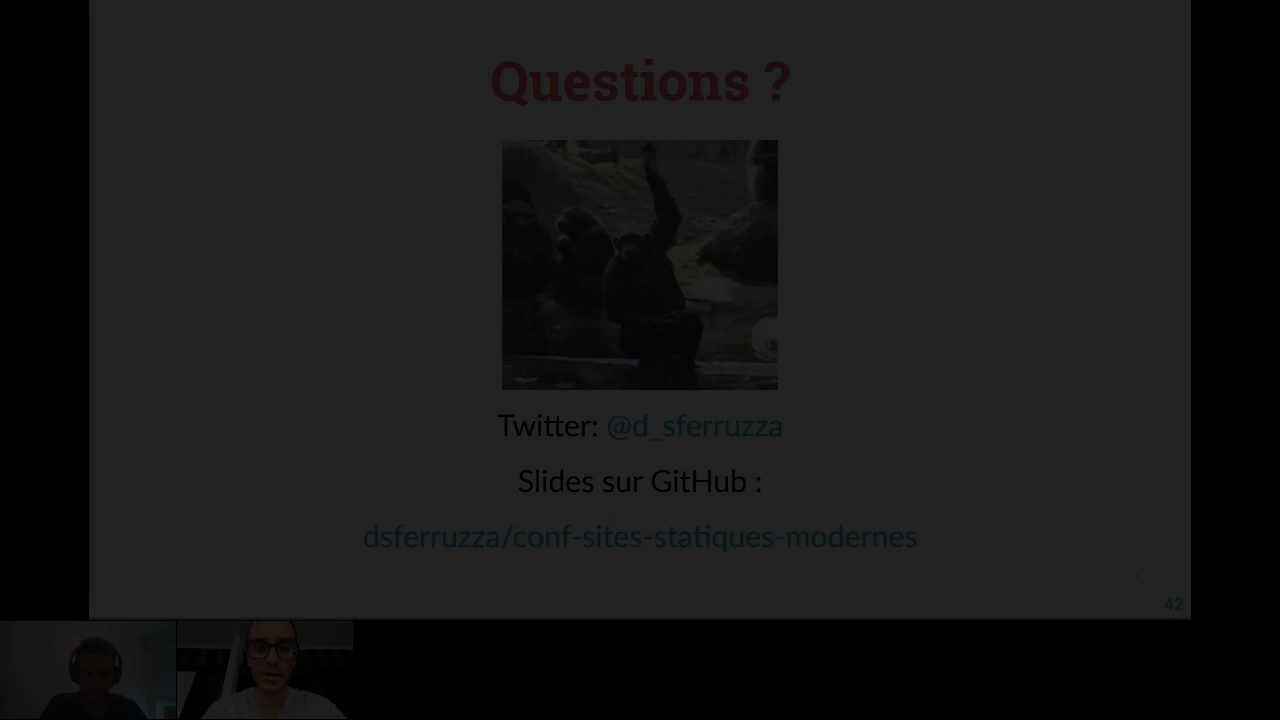 Questions ?
Twitter: @d_sferruzza
Slides sur GitHub :
dsferruzza/conf-sites-statiques-modernes
42